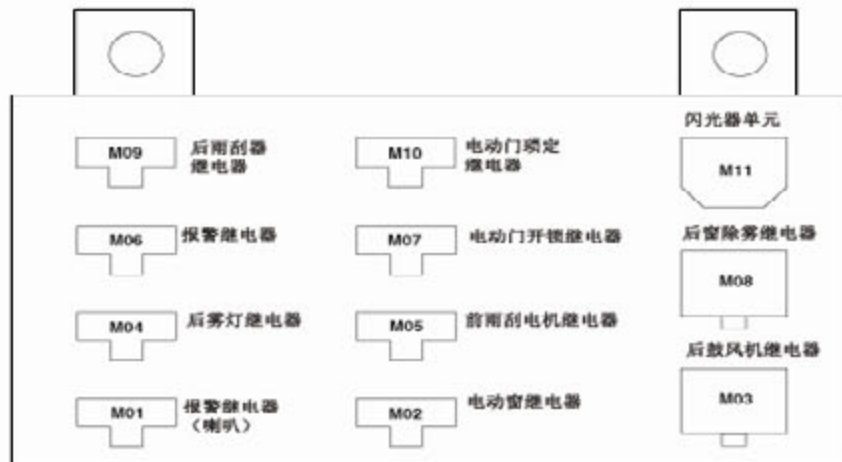 闪光器单元
M09
后雨刮器
继电器
M10
电动门琐定
继电器
M11
M06
报警继电器
M07
电动门开锁继电器
后窗除雾继电器
M08
M04
后雾灯继电器
M05
前雨刮电机继电器
后鼓风机继电器
M01
报警继电器
(喇叭)
M02
电动窗继电器
M03